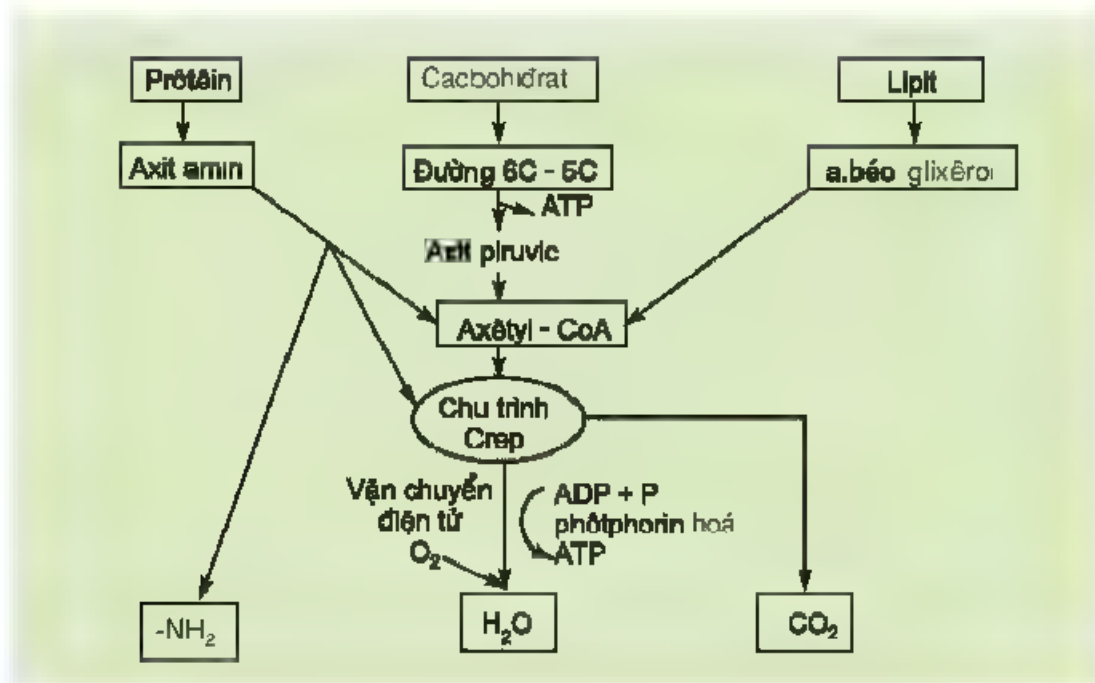 Prôtêin
Cacbohiđrat
Lipit
Axit amin
Đường 6C - 5C
a.béo glixêrol
ATP
Axit piruvic
Axêtyl - CoA
Chu trình
Crep
Vận chuyển
điện tử
O₂
ADP + P
phôtphorin hoá
ATP
-NH₂
H₂O
CO₂